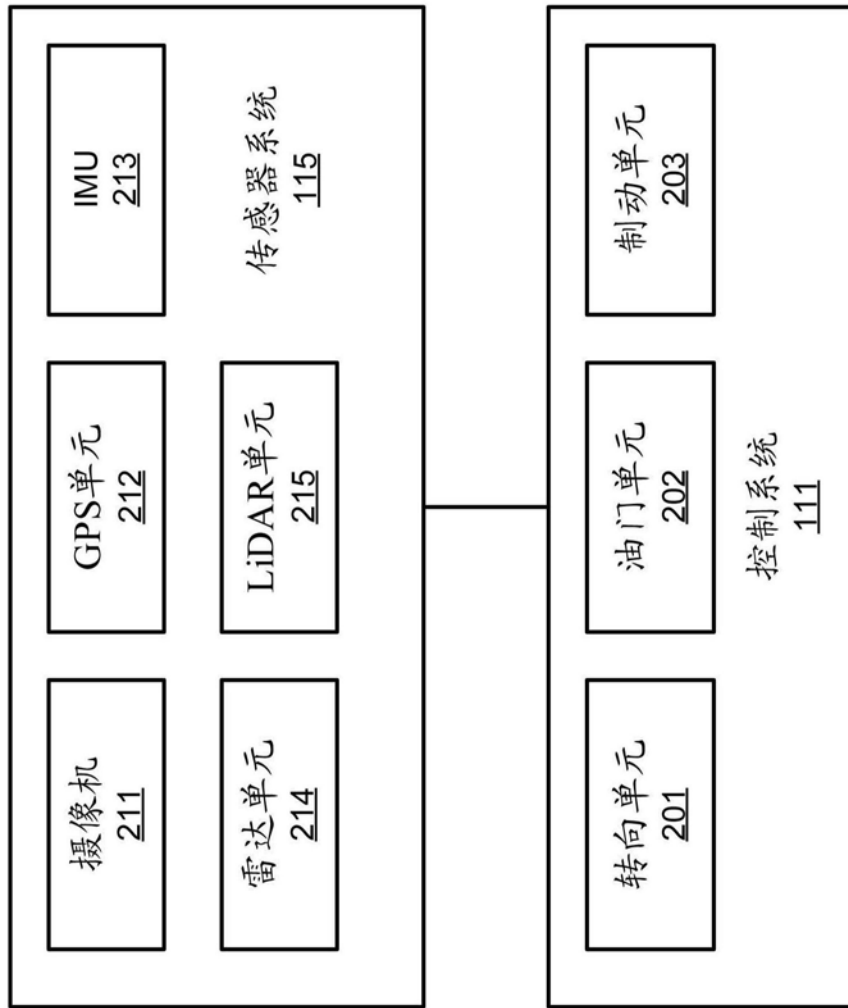 摄像机
211
GPS单元
212
IMU
213
雷达单元
214
LiDAR单元
215
传感器系统
115
转向单元
201
油门单元
202
制动单元
203
控制系统
111